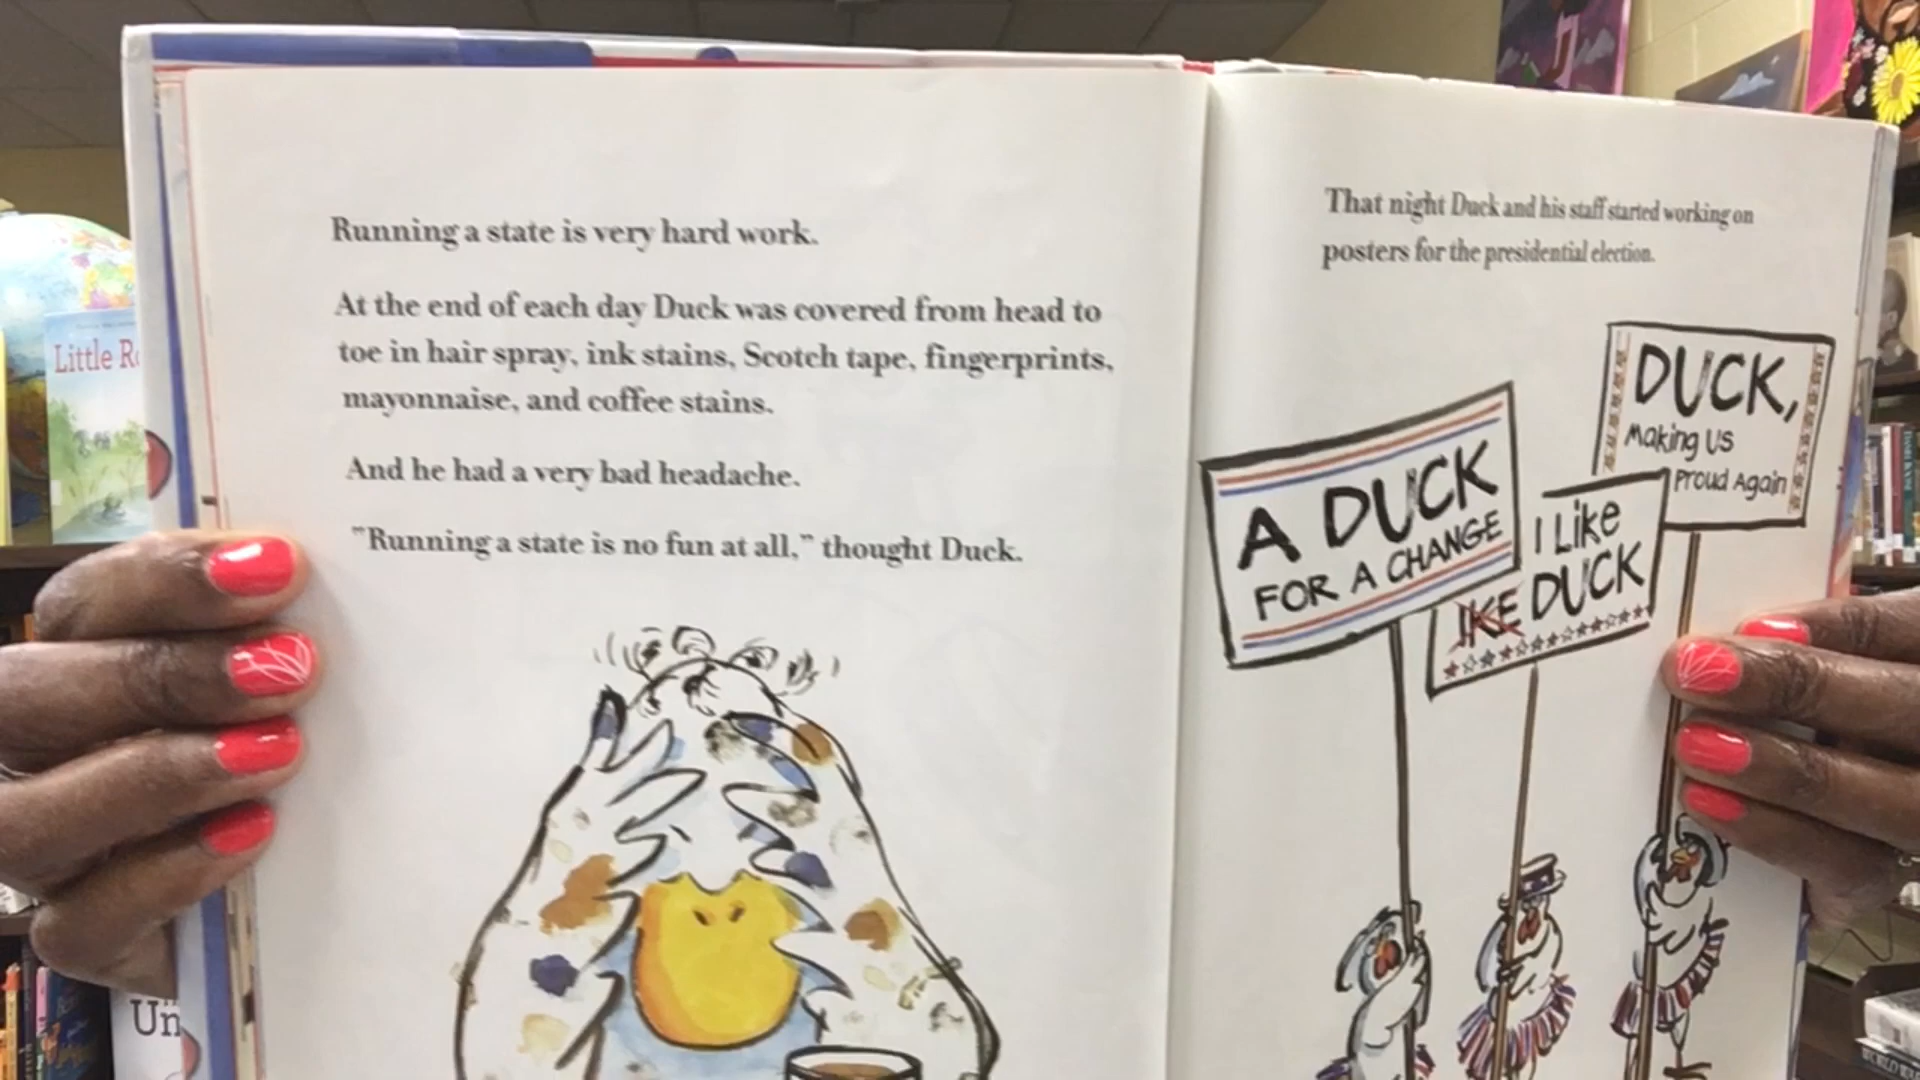 Running a state is very hard work.
At the end of each day Duck was covered from head to
toe in hair spray, ink stains, Scotch tape, fingerprints,
mayonnaise, and coffee stains.
And he had a very bad headache.
"Running a state is no fun at all," thought Duck.
That night Duck and his staff started working on
posters for the presidential election.
DUCK,
Making Us
Proud Again
A DUCK
FOR A CHANGE
I Like
IKE DUCK
Little
Un